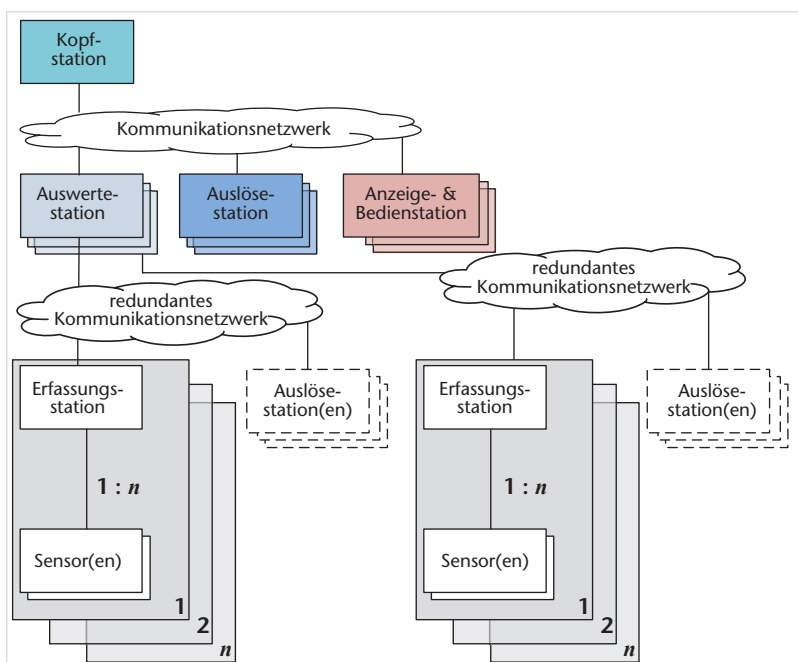 Kopf-
station
Kommunikationsnetzwerk
Auswerte-
station
Auslöse-
station
Anzeige- &
Bedienstation
redundantes
Kommunikationsnetzwerk
redundantes
Kommunikationsnetzwerk
Erfassungs-
station
Auslöse-
station(en)
1 : n
Sensor(en)
1
2
n
Erfassungs-
station
Auslöse-
station(en)
1 : n
Sensor(en)
1
2
n